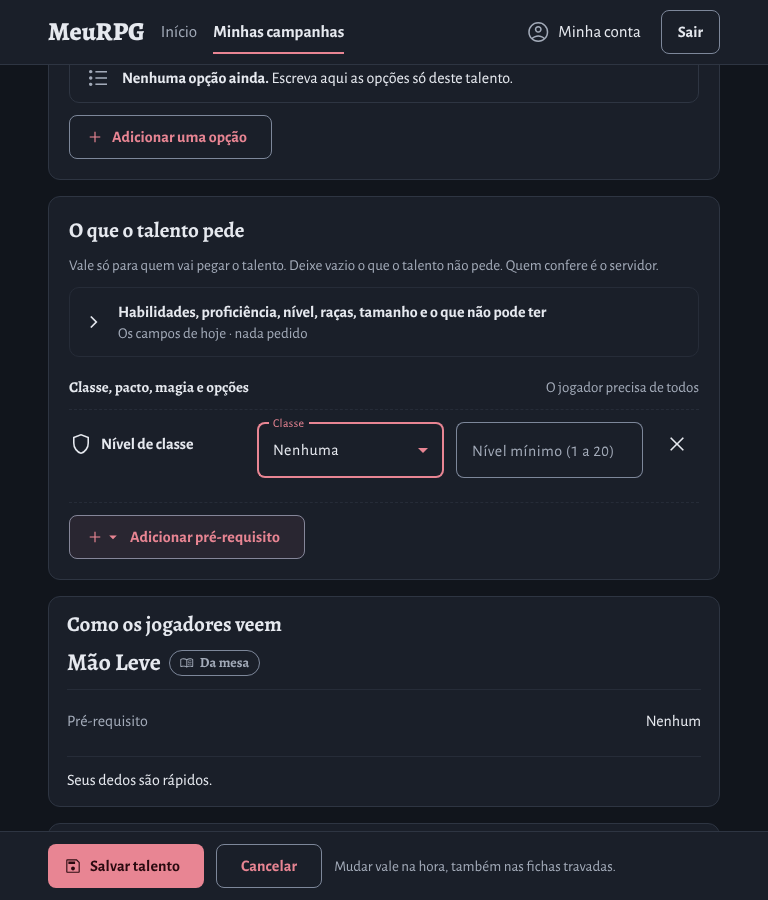 MeuRPG
Início
Minhas campanhas
Minha conta
Sair
Nenhuma opção ainda. Escreva aqui as opções só deste talento.
Adicionar uma opção
O que o talento pede
Vale só para quem vai pegar o talento. Deixe vazio o que o talento não pede. Quem confere é o servidor.
Habilidades, proficiência, nível, raças, tamanho e o que não pode ter
Os campos de hoje · nada pedido
Classe, pacto, magia e opções
O jogador precisa de todos
Nível de classe
Classe
Nenhuma
Nível mínimo (1 a 20)
Adicionar pré-requisito
Como os jogadores veem
Mão Leve
Da mesa
Pré-requisito
Nenhum
Seus dedos são rápidos.
Salvar talento
Cancelar
Mudar vale na hora, também nas fichas travadas.